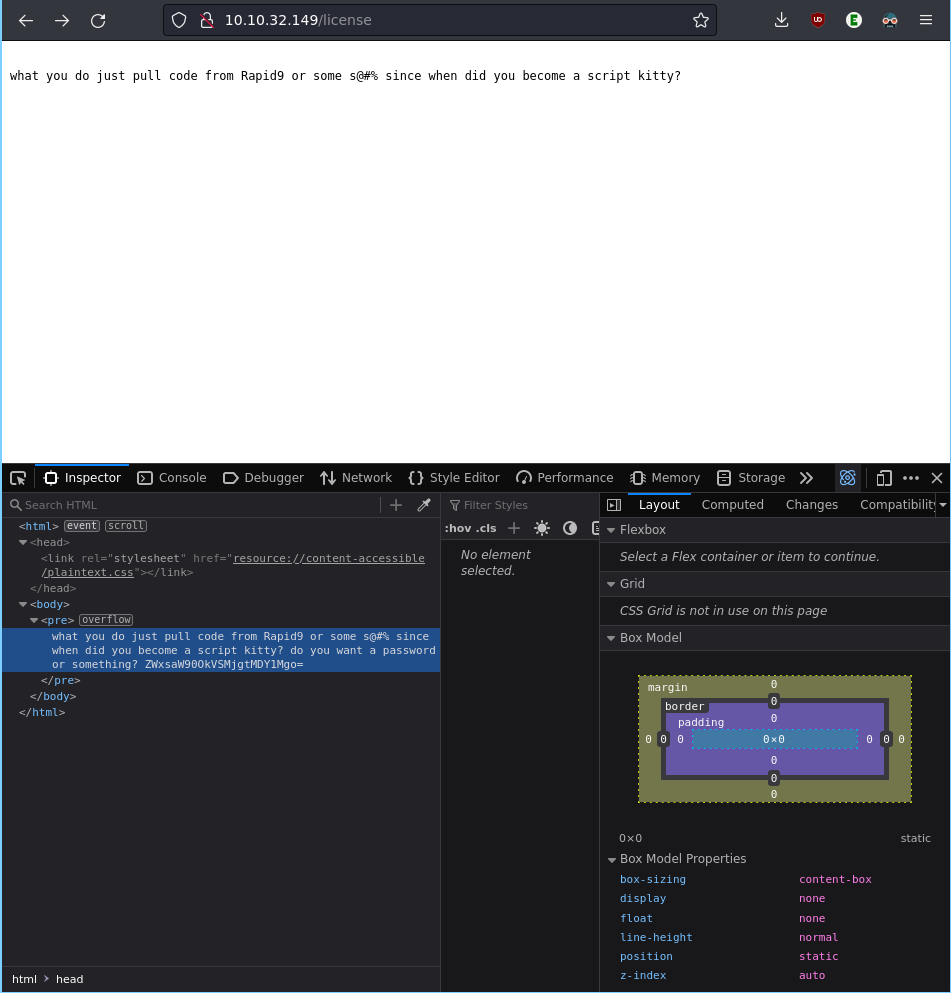 10.10.32.149/license
what you do just pull code from Rapid9 or some s@#% since when did you become a script kitty?
Inspector Console Debugger Network Style Editor Performance Memory Storage
Search HTML
<html> event scroll
<head>
<link rel="stylesheet" href="resource://content-accessible
/plaintext.css"></link>
</head>
<body>
<pre> overflow
what you do just pull code from Rapid9 or some s@#% since
when did you become a script kitty? do you want a password
or something? ZWxsaW90OkVSMjgtMDY1Mgo=
</pre>
</body>
</html>
html > head
Filter Styles
:hov .cls
No element
selected.
Layout Computed Changes Compatibility
Flexbox
Select a Flex container or item to continue.
Grid
CSS Grid is not in use on this page
Box Model
margin 0
border 0
padding 0
0 0 0 0×0 0 0 0
0
0
0
0×0 static
Box Model Properties
box-sizing content-box
display none
float none
line-height normal
position static
z-index auto